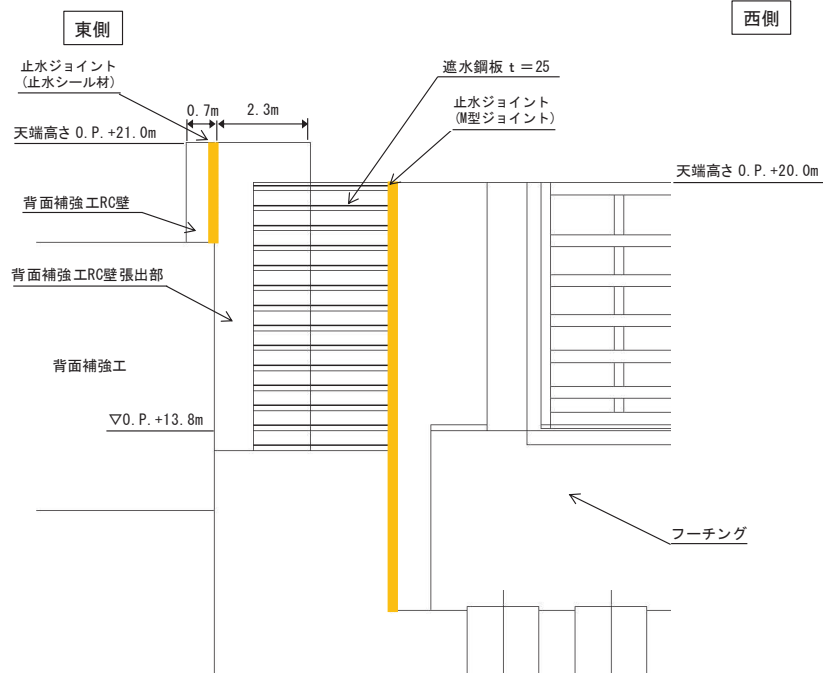 東側
西側
止水ジョイント
(止水シール材)
遮水鋼板 t=25
0.7m
2.3m
止水ジョイント
(M型ジョイント)
天端高さ O.P.+21.0m
天端高さ O.P.+20.0m
背面補強工RC壁
背面補強工RC壁張出部
背面補強工
▽O.P.+13.8m
フーチング